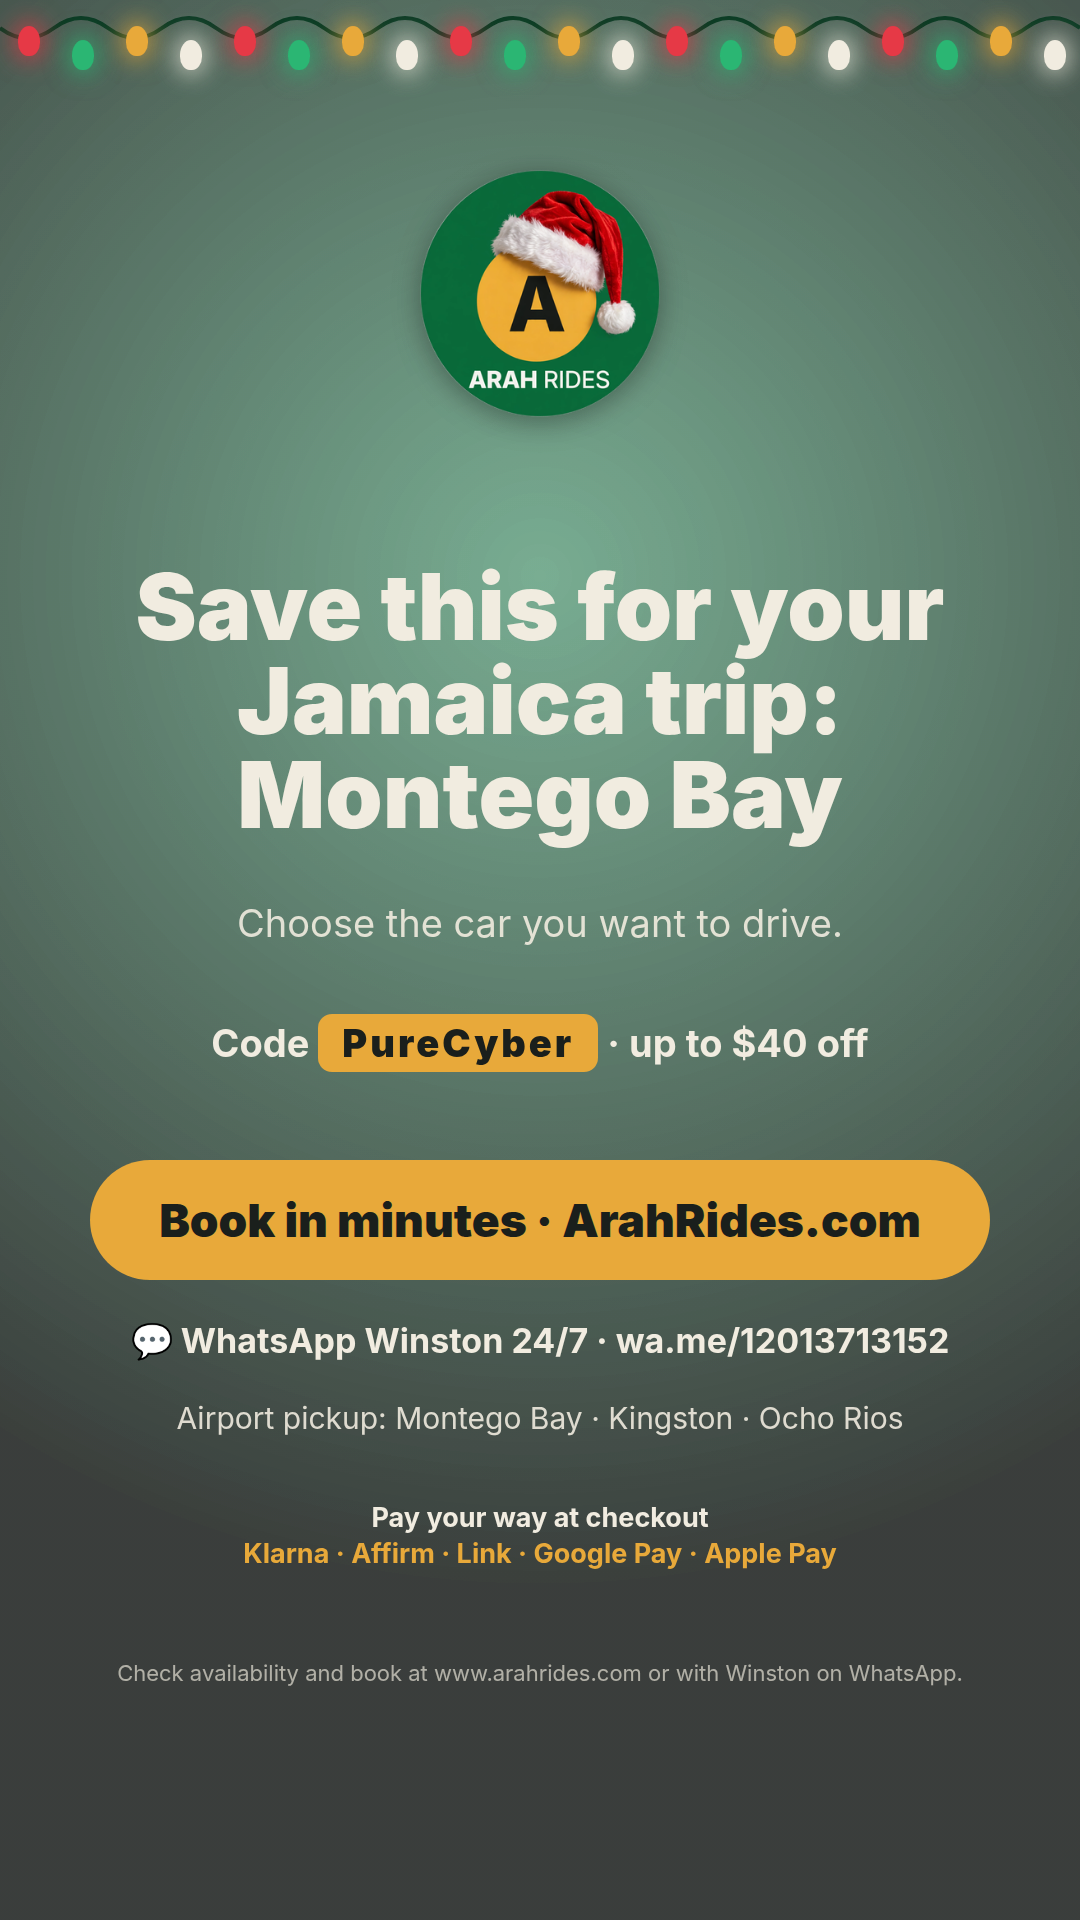 A
ARAH RIDES
Save this for your
Jamaica trip:
Montego Bay
Choose the car you want to drive.
Code PureCyber · up to $40 off
Book in minutes · ArahRides.com
💬 WhatsApp Winston 24/7 · wa.me/12013713152
Airport pickup: Montego Bay · Kingston · Ocho Rios
Pay your way at checkout
Klarna · Affirm · Link · Google Pay · Apple Pay
Check availability and book at www.arahrides.com or with Winston on WhatsApp.